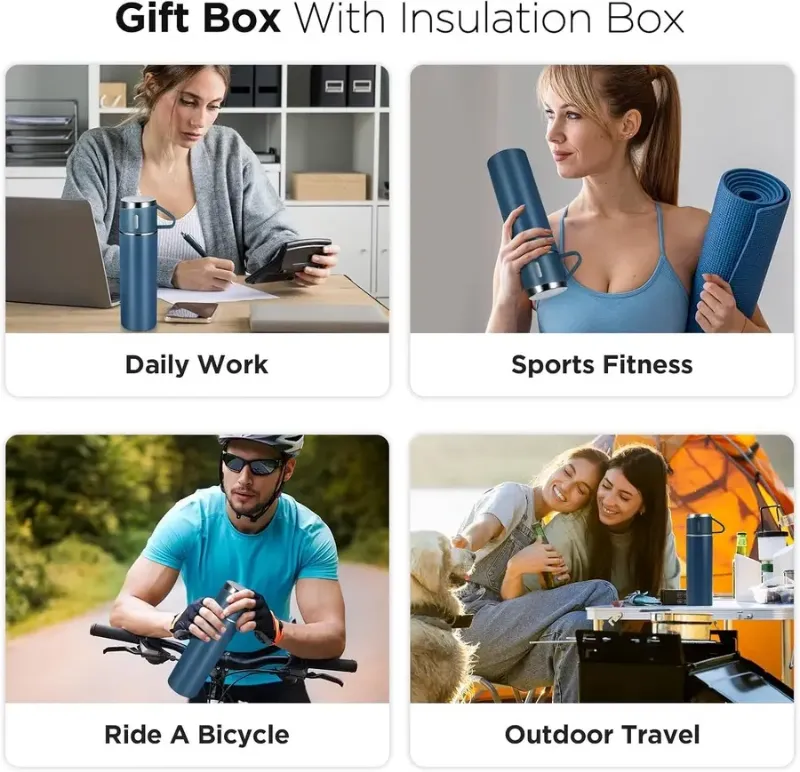 Gift Box With Insulation Box
Daily Work
Sports Fitness
Ride A Bicycle
Outdoor Travel